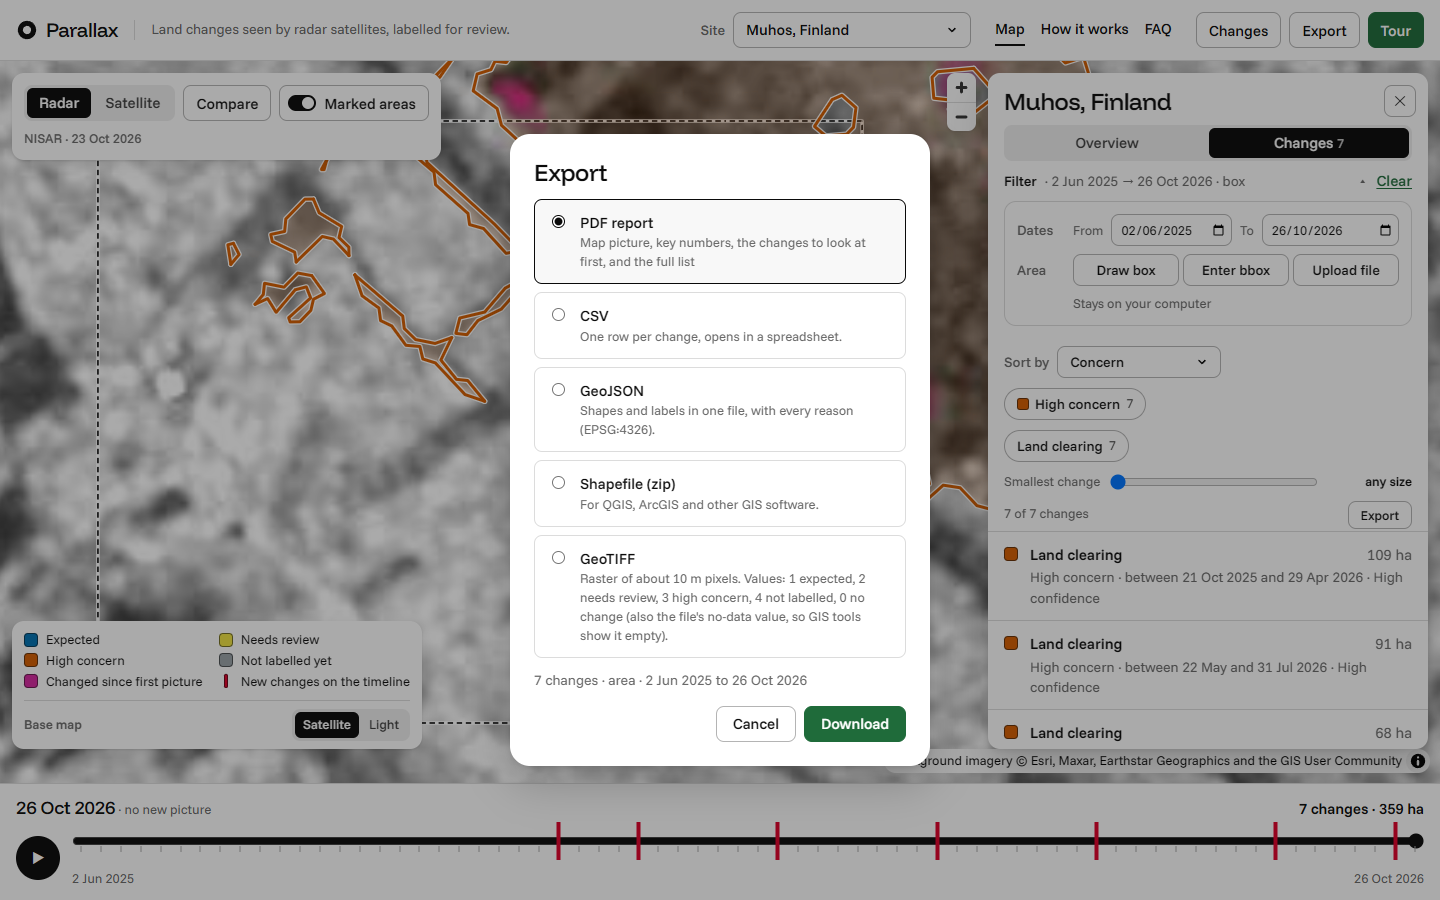 Parallax
Land changes seen by radar satellites, labelled for review.
Site
Muhos, Finland
Map
How it works
FAQ
Changes
Export
Tour
Radar
Satellite
Compare
Marked areas
NISAR · 23 Oct 2026
+
−
Muhos, Finland
Overview
Changes 7
Filter · 2 Jun 2025 → 26 Oct 2026 · box
Clear
Dates
From
02/06/2025
To
26/10/2026
Area
Draw box
Enter bbox
Upload file
Stays on your computer
Sort by
Concern
High concern 7
Land clearing 7
Smallest change
any size
7 of 7 changes
Export
Land clearing
109 ha
High concern · between 21 Oct 2025 and 29 Apr 2026 · High
confidence
Land clearing
91 ha
High concern · between 22 May and 31 Jul 2026 · High
confidence
Land clearing
68 ha
Export
PDF report
Map picture, key numbers, the changes to look at
first, and the full list
CSV
One row per change, opens in a spreadsheet.
GeoJSON
Shapes and labels in one file, with every reason
(EPSG:4326).
Shapefile (zip)
For QGIS, ArcGIS and other GIS software.
GeoTIFF
Raster of about 10 m pixels. Values: 1 expected, 2
needs review, 3 high concern, 4 not labelled, 0 no
change (also the file's no-data value, so GIS tools
show it empty).
7 changes · area · 2 Jun 2025 to 26 Oct 2026
Cancel
Download
Expected
Needs review
High concern
Not labelled yet
Changed since first picture
New changes on the timeline
Base map
Satellite
Light
imagery © Esri, Maxar, Earthstar Geographics and the GIS User Community
26 Oct 2026 · no new picture
7 changes · 359 ha
2 Jun 2025
26 Oct 2026